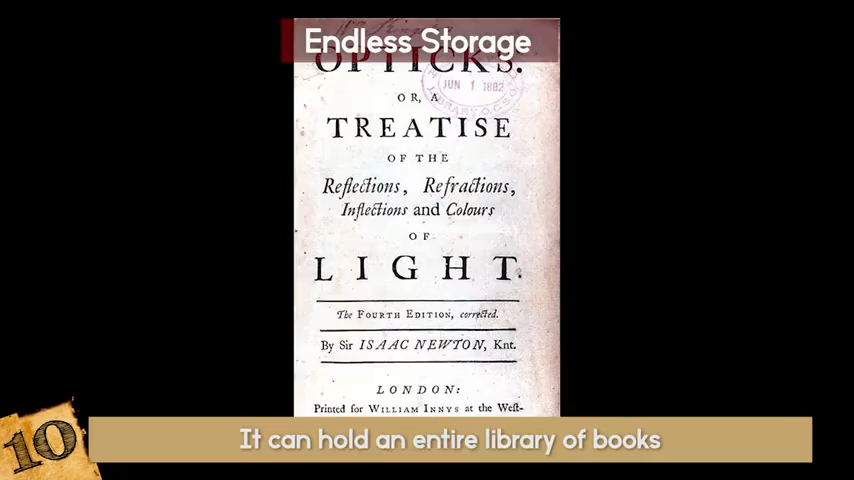 Endless Storage
OPTICKS:
JUN 1 1882
OR, A
TREATISE
OF THE
Reflections, Refractions,
Inflections and Colours
OF
LIGHT.
The FOURTH EDITION, corrected.
By Sir ISAAC NEWTON, Knt.
LONDON:
Printed for WILLIAM INNYS at the West-
10
It can hold an entire library of books